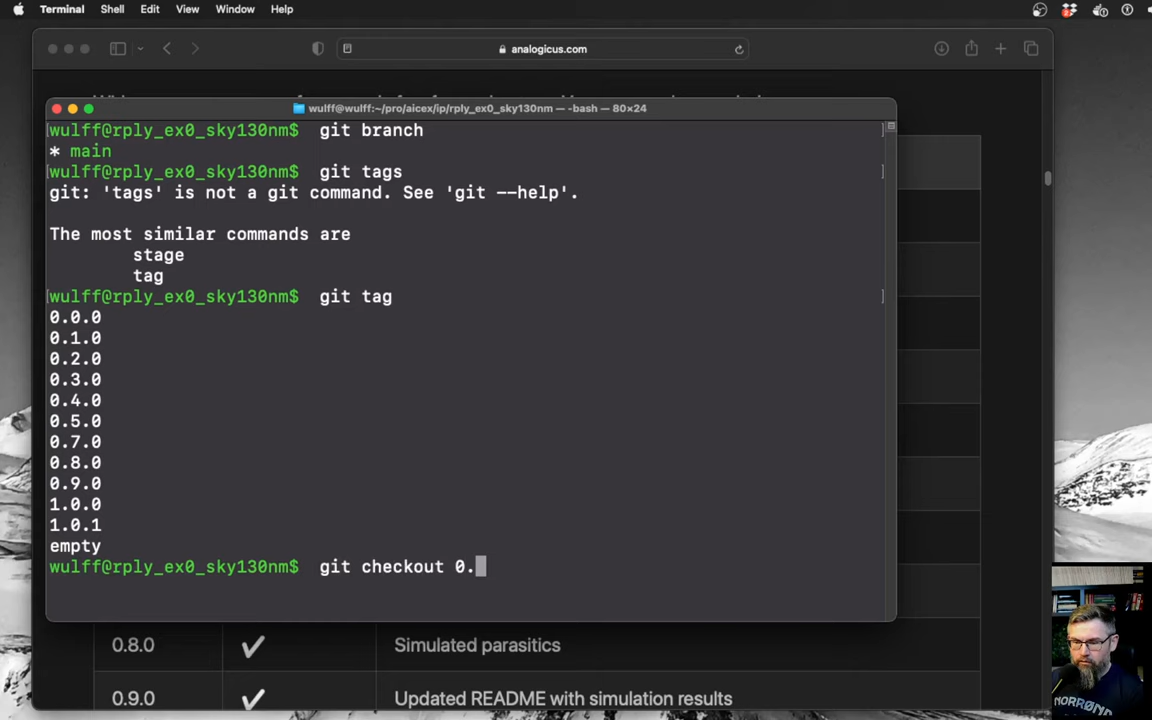 Terminal Shell Edit View Window Help
analogicus.com
wulff@wulff:~/pro/aicex/ip/rply_ex0_sky130nm — -bash — 80×24
wulff@rply_ex0_sky130nm$ git branch
* main
wulff@rply_ex0_sky130nm$ git tags
git: 'tags' is not a git command. See 'git --help'.
The most similar commands are
stage
tag
wulff@rply_ex0_sky130nm$ git tag
0.0.0
0.1.0
0.2.0
0.3.0
0.4.0
0.5.0
0.7.0
0.8.0
0.9.0
1.0.0
1.0.1
empty
wulff@rply_ex0_sky130nm$ git checkout 0.
0.8.0 ✔ Simulated parasitics
0.9.0 ✔ Updated README with simulation results
NORRØNA